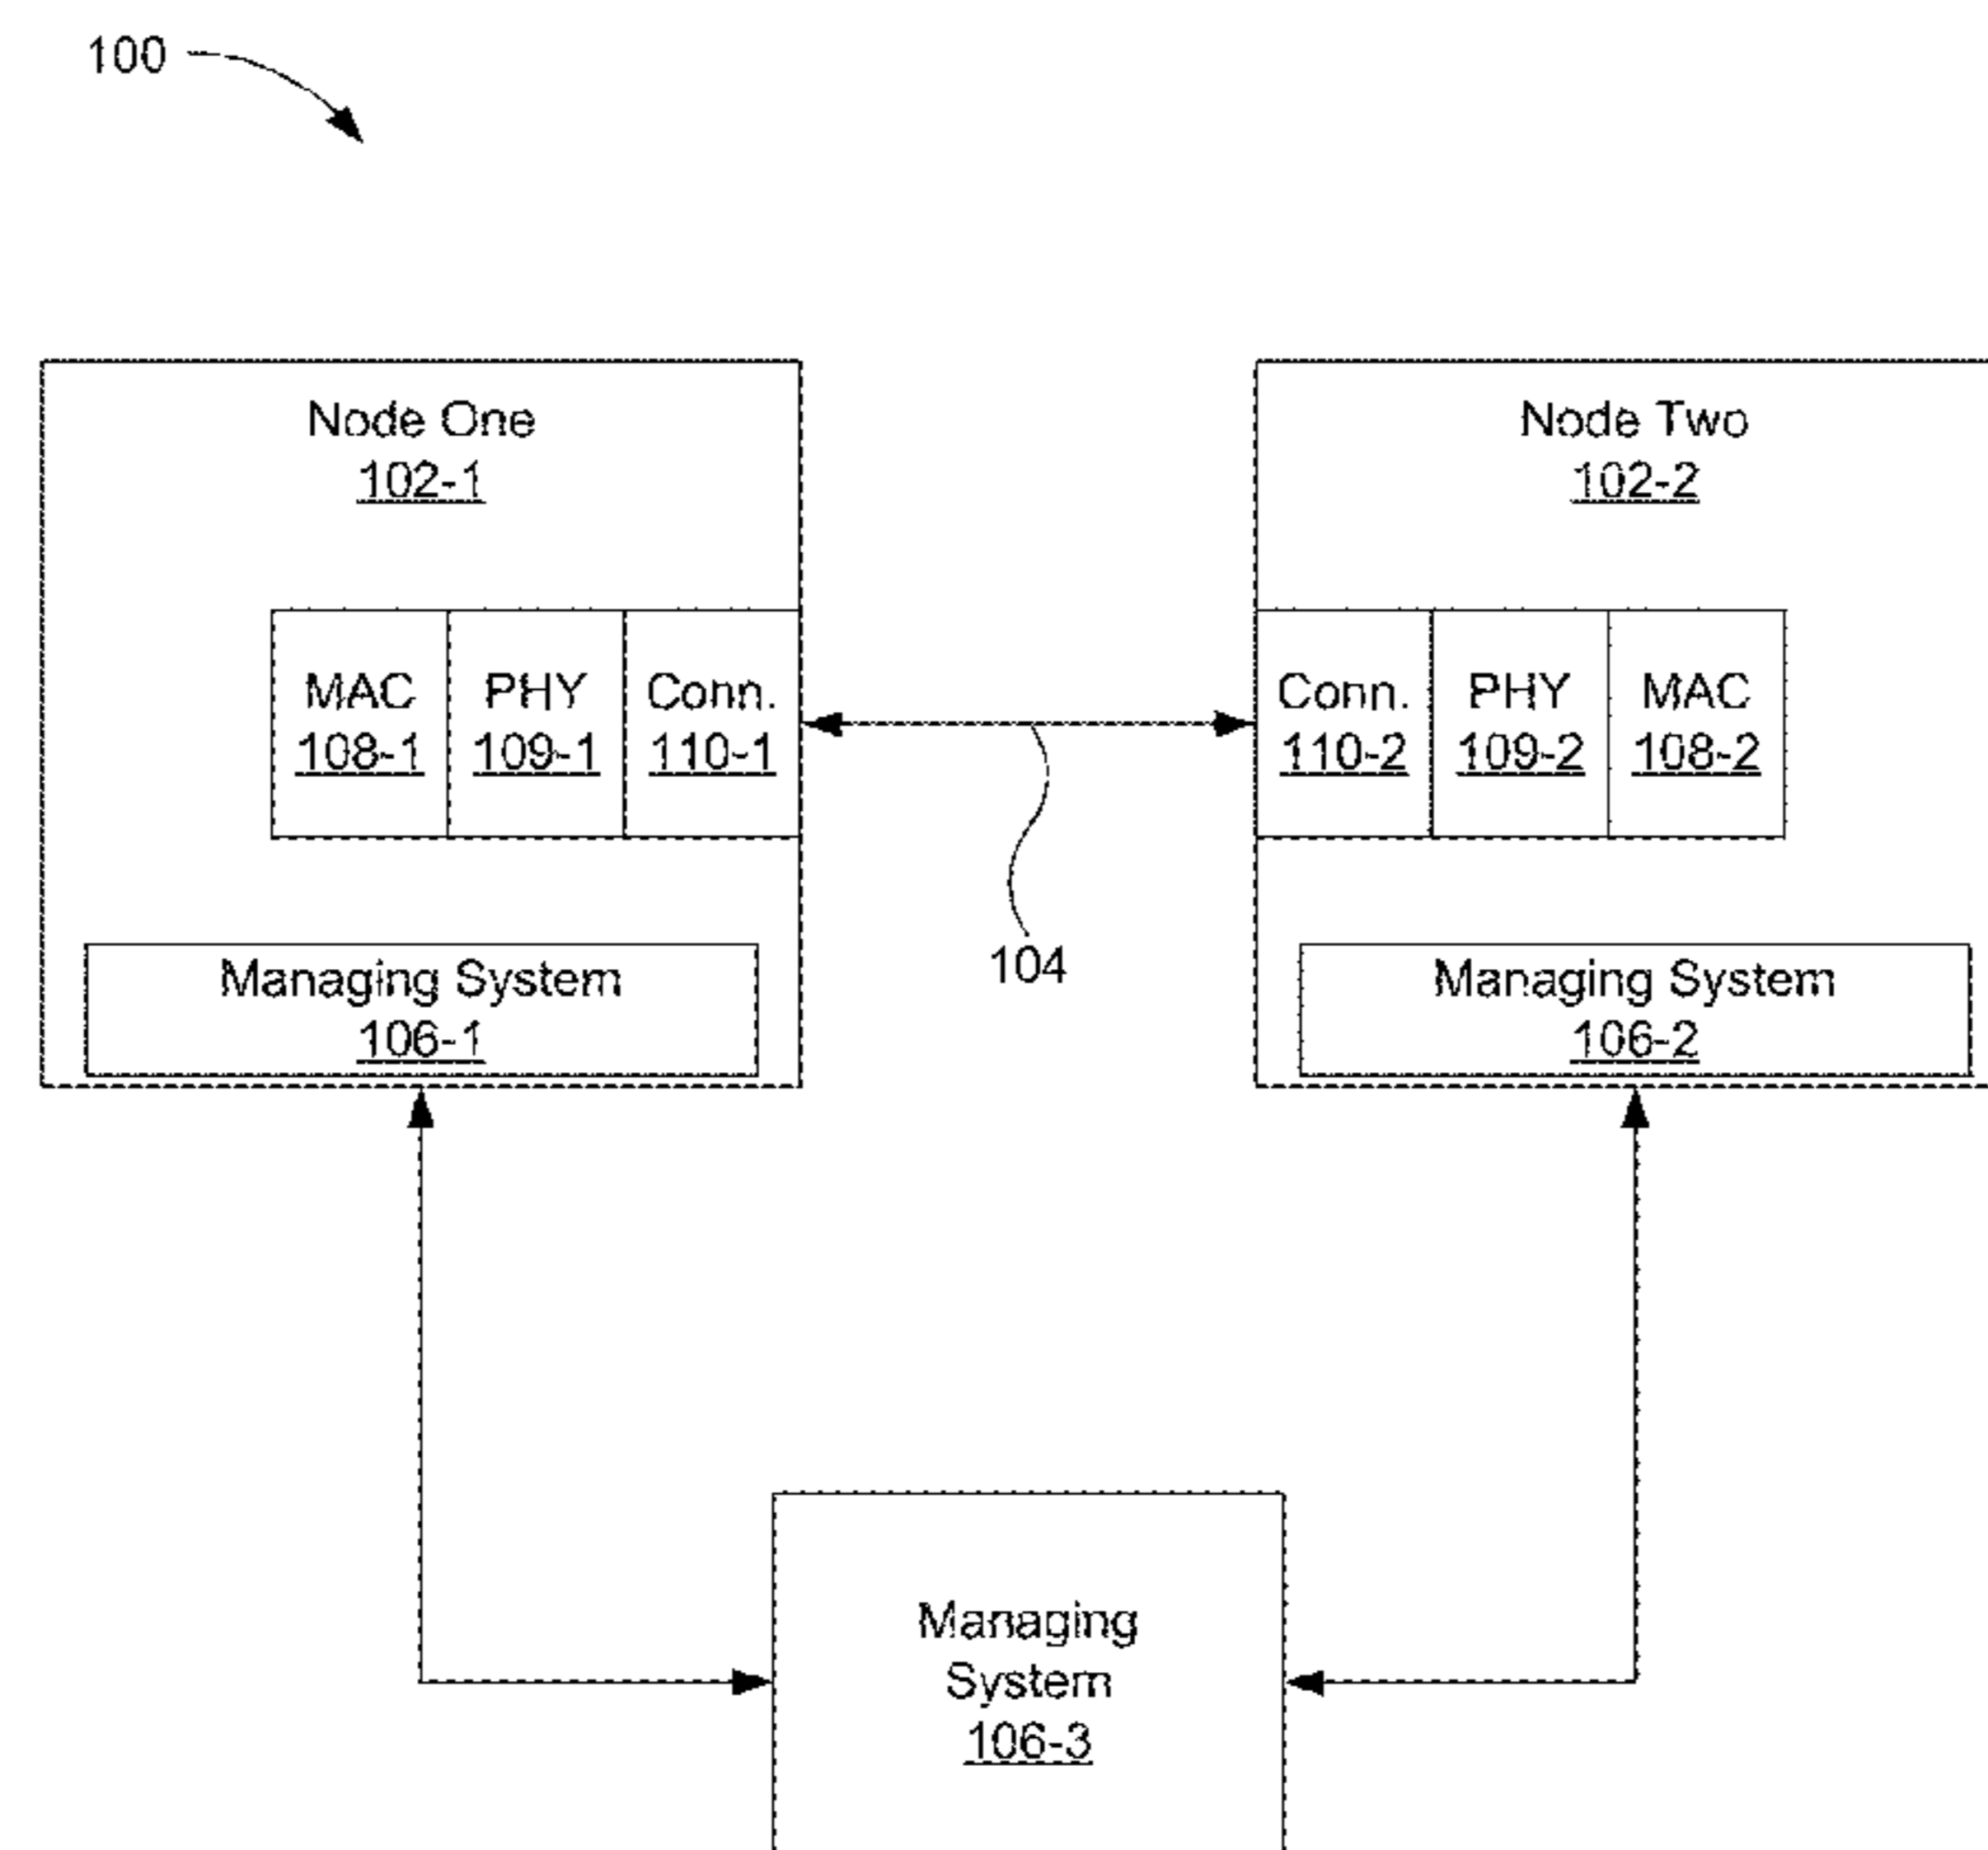 100
Node One
102-1
Node Two
102-2
MAC
108-1
PHY
109-1
Conn.
110-1
Conn.
110-2
PHY
109-2
MAC
108-2
104
Managing System
106-1
Managing System
106-2
Managing
System
106-3